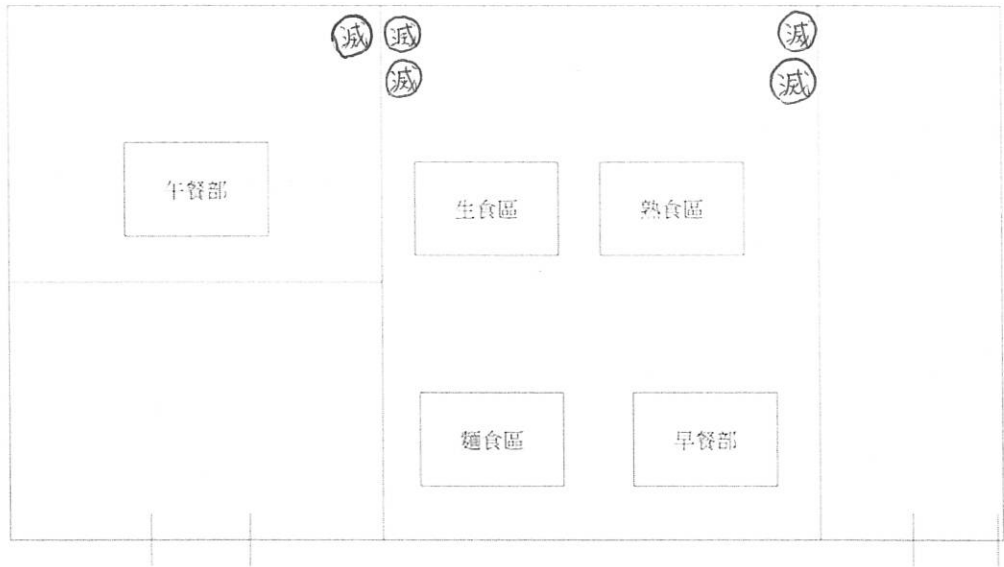 滅 滅 滅
滅 滅
午餐部
生食區 熟食區
麵食區 早餐部